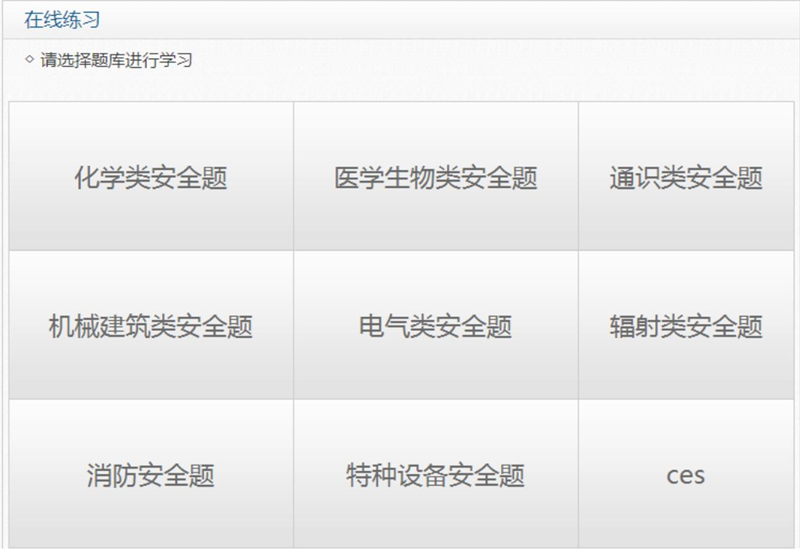 在线练习
◇ 请选择题库进行学习
化学类安全题
医学生物类安全题
通识类安全题
机械建筑类安全题
电气类安全题
辐射类安全题
消防安全题
特种设备安全题
ces